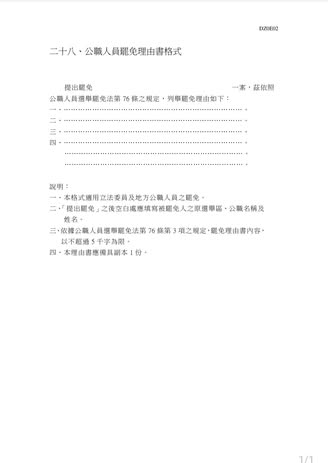 DZ0E02
二十八、公職人員罷免理由書格式
提出罷免　　　　　　　　　　　　　　一案，茲依照
公職人員選舉罷免法第 76 條之規定，列舉罷免理由如下：
一、……………………………………………………………。
二、……………………………………………………………。
三、……………………………………………………………。
四、……………………………………………………………
……………………………………………………………。
……………………………………………………………。
說明：
一、本格式適用立法委員及地方公職人員之罷免。
二、「提出罷免」之後空白處應填寫被罷免人之原選舉區、公職名稱及
姓名。
三、依據公職人員選舉罷免法第 76 條第 3 項之規定，罷免理由書內容，
以不超過 5 千字為限。
四、本理由書應備具副本 1 份。
1/1